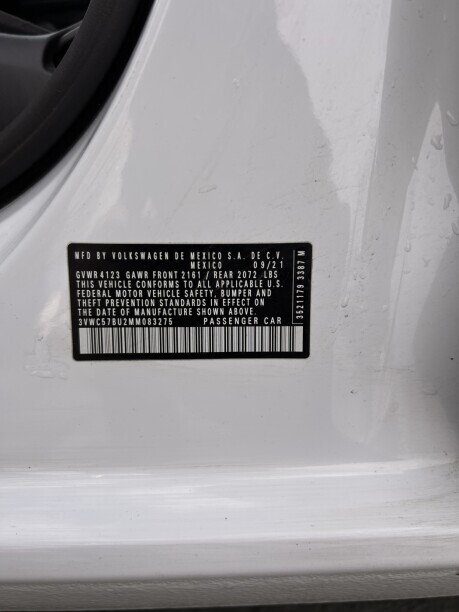 MFD BY VOLKSWAGEN DE MEXICO S.A. DE C.V.
MEXICO 09/21
GVWR 4123 GAWR FRONT 2161 / REAR 2072 LBS
THIS VEHICLE CONFORMS TO ALL APPLICABLE U.S.
FEDERAL MOTOR VEHICLE SAFETY, BUMPER AND
THEFT PREVENTION STANDARDS IN EFFECT ON
THE DATE OF MANUFACTURE SHOWN ABOVE.
3VWC57BU2MM083275 PASSENGER CAR
3521179 3387 M